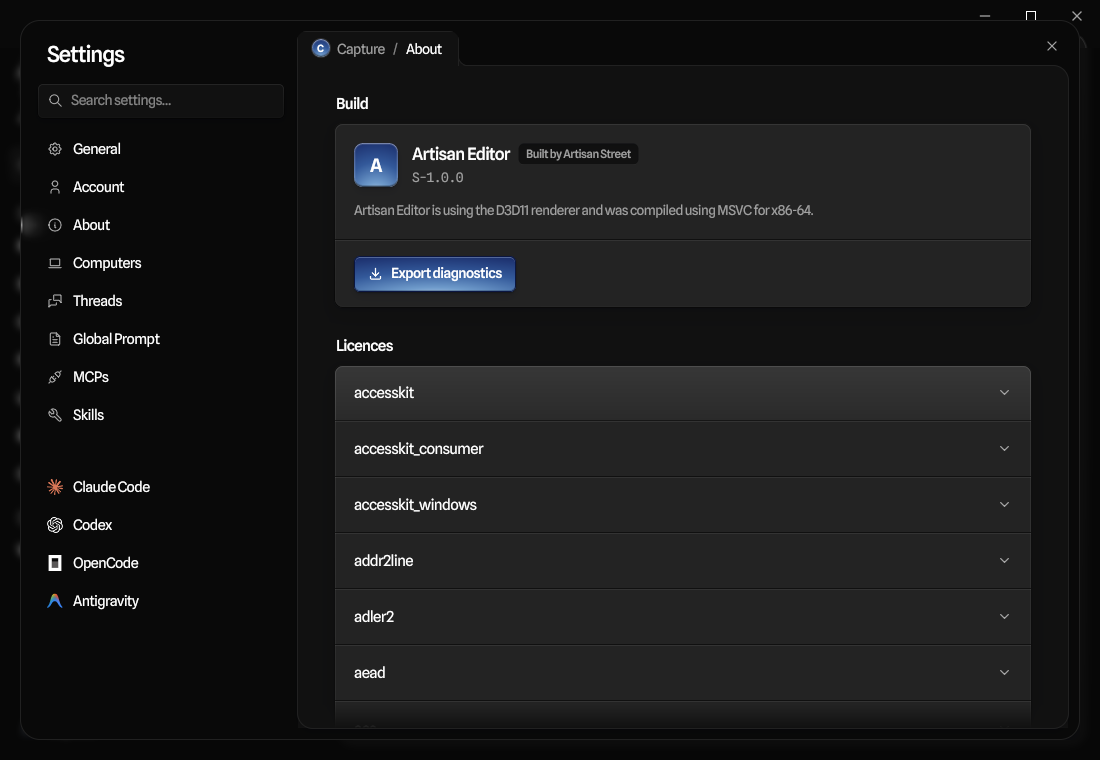 Settings
Search settings...
General
Account
About
Computers
Threads
Global Prompt
MCPs
Skills
Claude Code
Codex
OpenCode
Antigravity
C Capture / About
Build
A
Artisan Editor Built by Artisan Street
S-1.0.0
Artisan Editor is using the D3D11 renderer and was compiled using MSVC for x86-64.
Export diagnostics
Licences
accesskit
accesskit_consumer
accesskit_windows
addr2line
adler2
aead